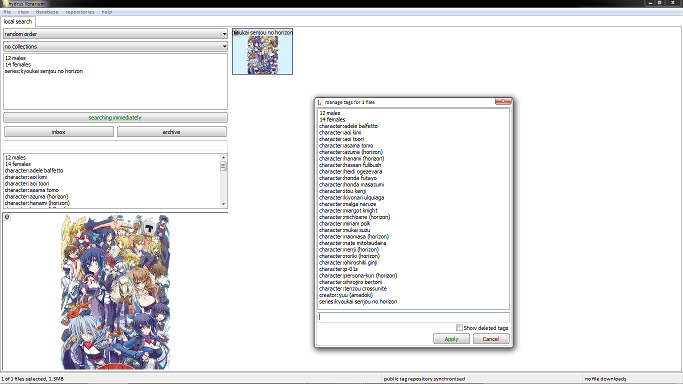 hydrus librarium
file view database repositories help
local search
random order
no collections
12 males
14 females
series:kyoukai senjou no horizon
searching immediately
inbox archive
12 males
14 females
character:adele balfetto
character:aoi kimi
character:aoi toori
character:asama tomo
character:azuma (horizon)
character:hanami (horizon)
ukai senjou no horizon
manage tags for 1 files
12 males
14 females
character:adele balfetto
character:aoi kimi
character:aoi toori
character:asama tomo
character:azuma (horizon)
character:hanami (horizon)
character:hassan fullbush
character:heidi ogezavara
character:honda futayo
character:honda masazumi
character:itou kenji
character:kiyonari ulquiaga
character:malga naruze
character:margot knight
character:michizane (horizon)
character:miriam polk
character:mukai suzu
character:naomasa (horizon)
character:nate mitotsudaira
character:nenji (horizon)
character:noriki (horizon)
character:ohiroshiki ginji
character:p-01s
character:persona-kun (horizon)
character:shirojiro bertoni
character:tenzou crossunite
creator:yuu (amadoki)
series:kyoukai senjou no horizon
Show deleted tags
Apply Cancel
1 of 1 files selected, 1.3MB
public tag repository synchronised
no file downloads